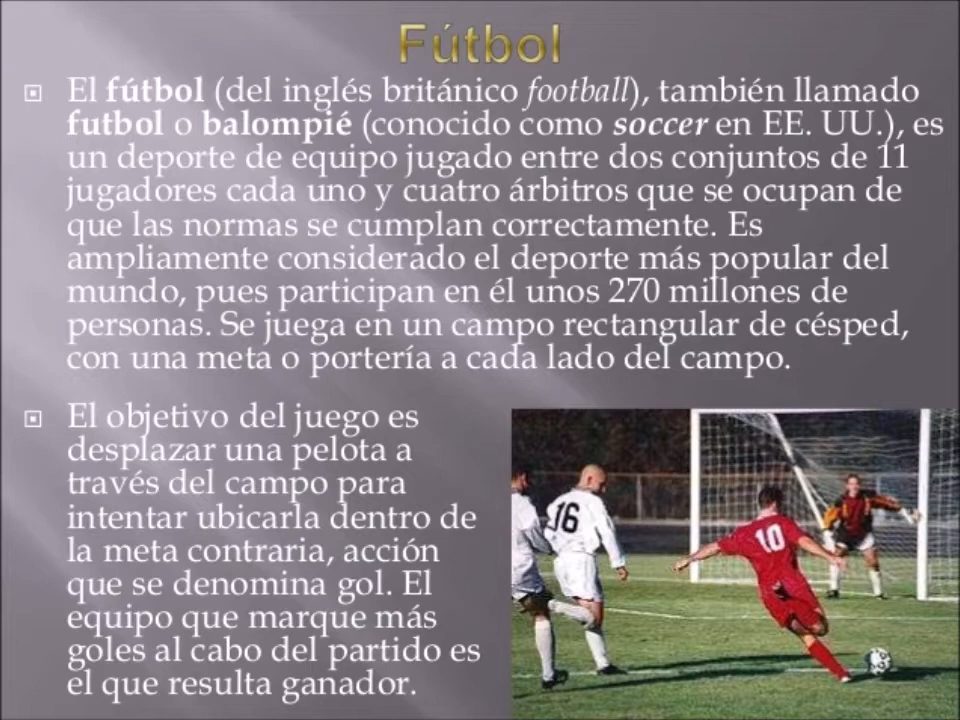 Fútbol
El fútbol (del inglés británico football), también llamado
futbol o balompié (conocido como soccer en EE. UU.), es
un deporte de equipo jugado entre dos conjuntos de 11
jugadores cada uno y cuatro árbitros que se ocupan de
que las normas se cumplan correctamente. Es
ampliamente considerado el deporte más popular del
mundo, pues participan en él unos 270 millones de
personas. Se juega en un campo rectangular de césped,
con una meta o portería a cada lado del campo.
El objetivo del juego es
desplazar una pelota a
través del campo para
intentar ubicarla dentro de
la meta contraria, acción
que se denomina gol. El
equipo que marque más
goles al cabo del partido es
el que resulta ganador.
16
10